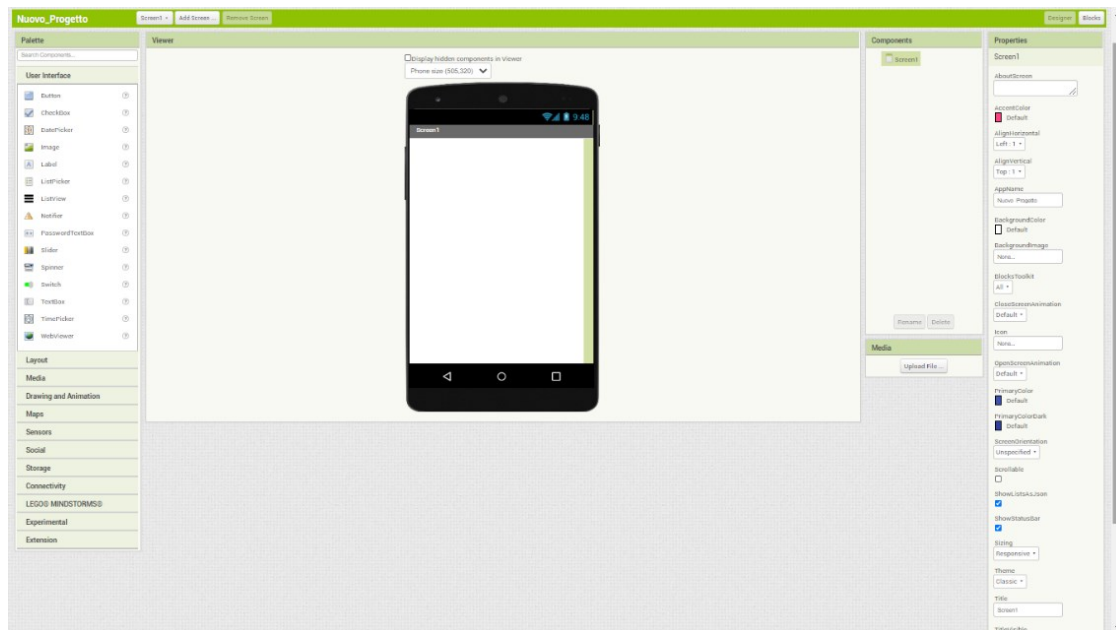 Nuovo_Progetto
Screen1
Add Screen ...
Remove Screen
Designer
Blocks
Palette
Search Components...
User Interface
Button
CheckBox
DatePicker
Image
Label
ListPicker
ListView
Notifier
PasswordTextBox
Slider
Spinner
Switch
TextBox
TimePicker
WebViewer
Layout
Media
Drawing and Animation
Maps
Sensors
Social
Storage
Connectivity
LEGO® MINDSTORMS®
Experimental
Extension
Viewer
Display hidden components in Viewer
Phone size (505,320)
9:48
Screen1
Components
Screen1
Rename
Delete
Media
Upload File ...
Properties
Screen1
AboutScreen
AccentColor
Default
AlignHorizontal
Left : 1
AlignVertical
Top : 1
AppName
Nuovo_Progetto
BackgroundColor
Default
BackgroundImage
None...
BlocksToolkit
All
CloseScreenAnimation
Default
Icon
None...
OpenScreenAnimation
Default
PrimaryColor
Default
PrimaryColorDark
Default
ScreenOrientation
Unspecified
Scrollable
ShowListsAsJson
ShowStatusBar
Sizing
Responsive
Theme
Classic
Title
Screen1